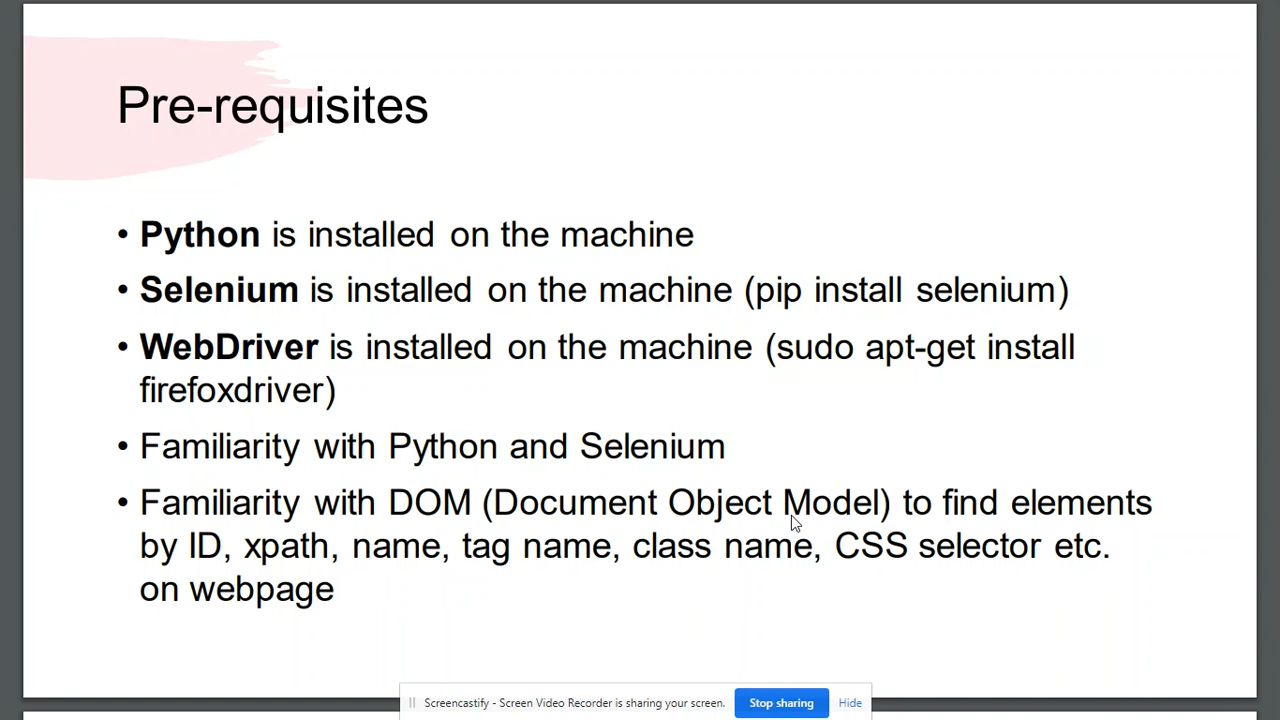 Pre-requisites
• Python is installed on the machine
• Selenium is installed on the machine (pip install selenium)
• WebDriver is installed on the machine (sudo apt-get install
firefoxdriver)
• Familiarity with Python and Selenium
• Familiarity with DOM (Document Object Model) to find elements
by ID, xpath, name, tag name, class name, CSS selector etc.
on webpage
Screencastify - Screen Video Recorder is sharing your screen. Stop sharing Hide